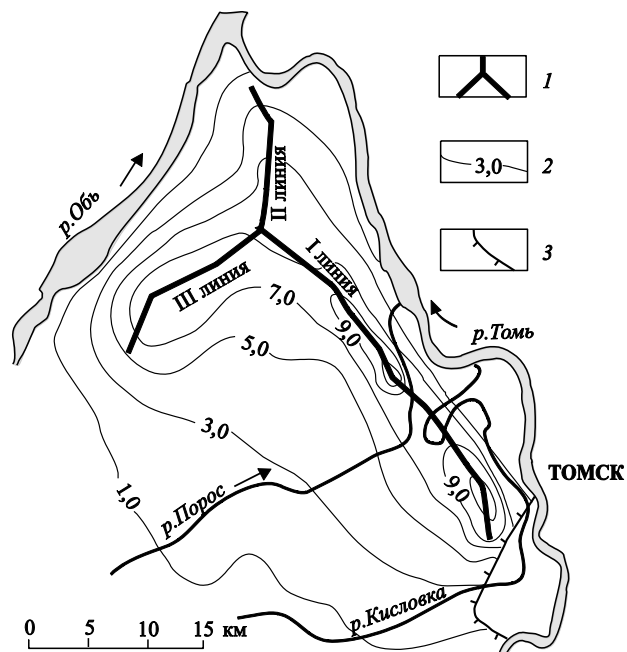 1
3,0
2
3
р.Обь
II линия
I линия
III линия
7,0
9,0
р.Томь
5,0
3,0
1,0
9,0
ТОМСК
р.Порос
р.Кисловка
0 5 10 15 км